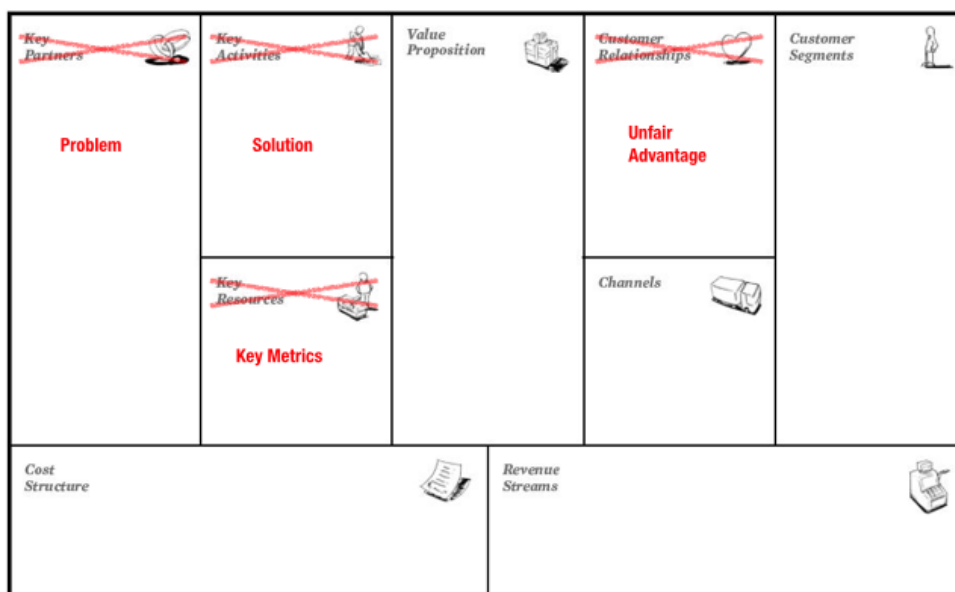 Key
Partners
Problem
Key
Activities
Solution
Key
Resources
Key Metrics
Value
Proposition
Customer
Relationships
Unfair
Advantage
Channels
Customer
Segments
Cost
Structure
Revenue
Streams